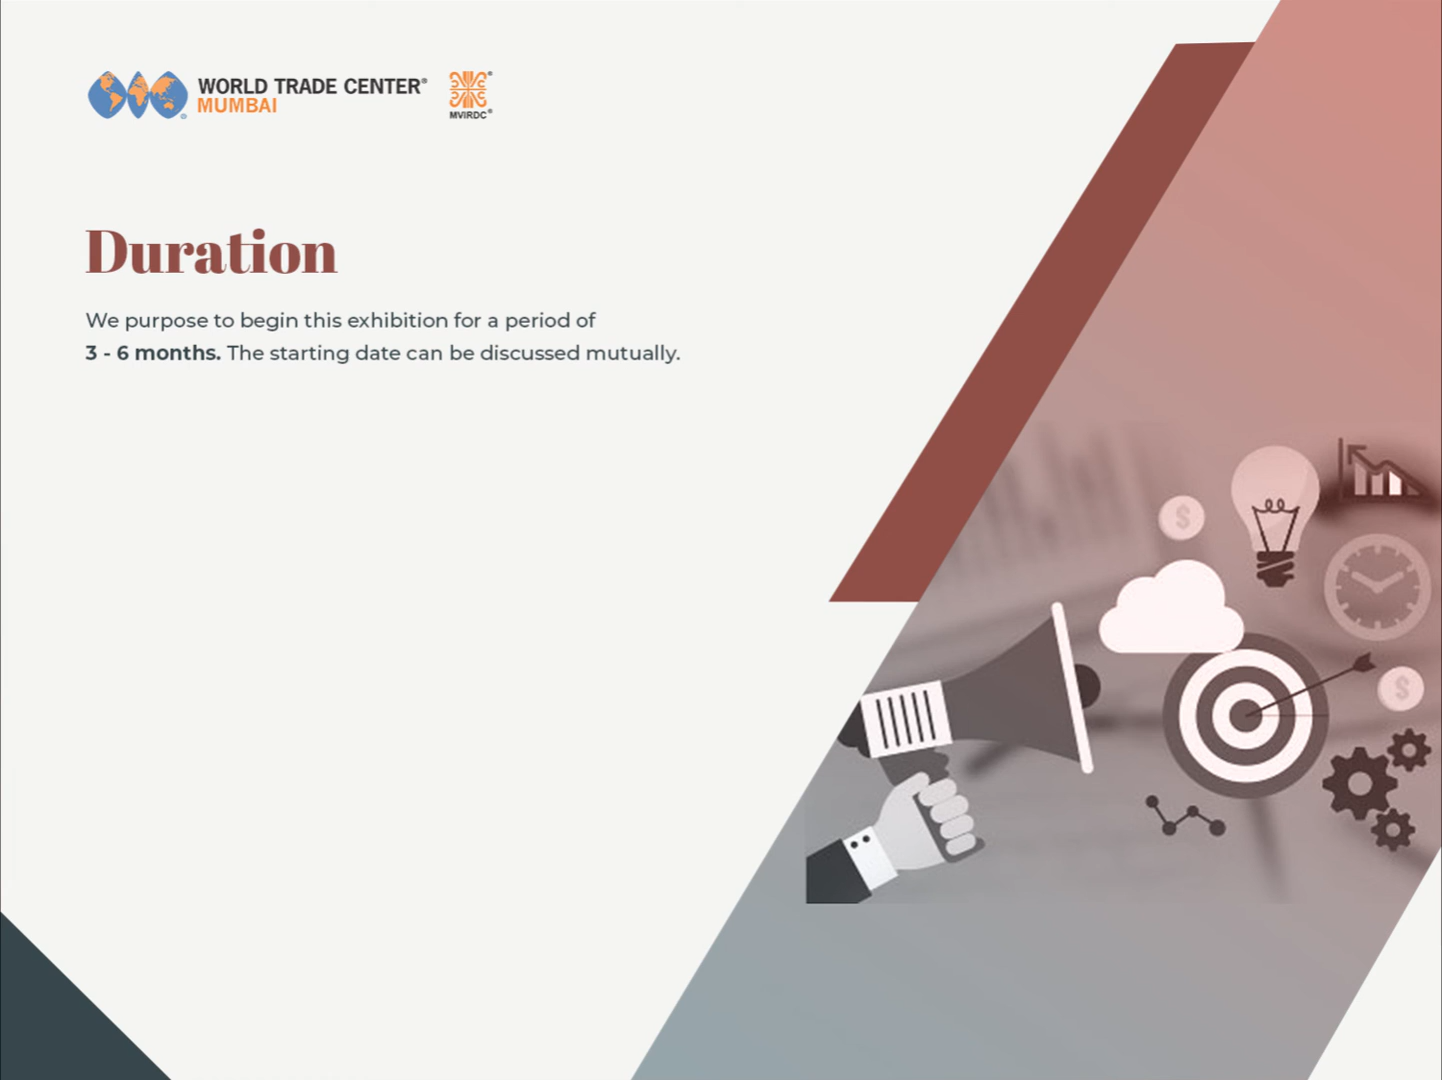 WORLD TRADE CENTER®
MUMBAI
MVIRDC®
Duration
We purpose to begin this exhibition for a period of
3 - 6 months. The starting date can be discussed mutually.
$
$